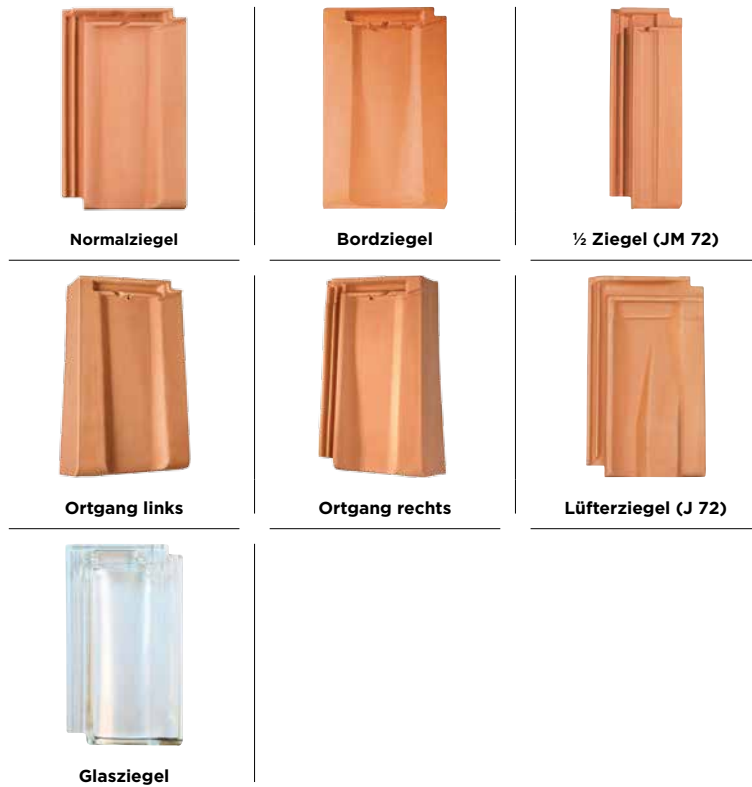 Normalziegel
Bordziegel
½ Ziegel (JM 72)
Ortgang links
Ortgang rechts
Lüfterziegel (J 72)
Glasziegel